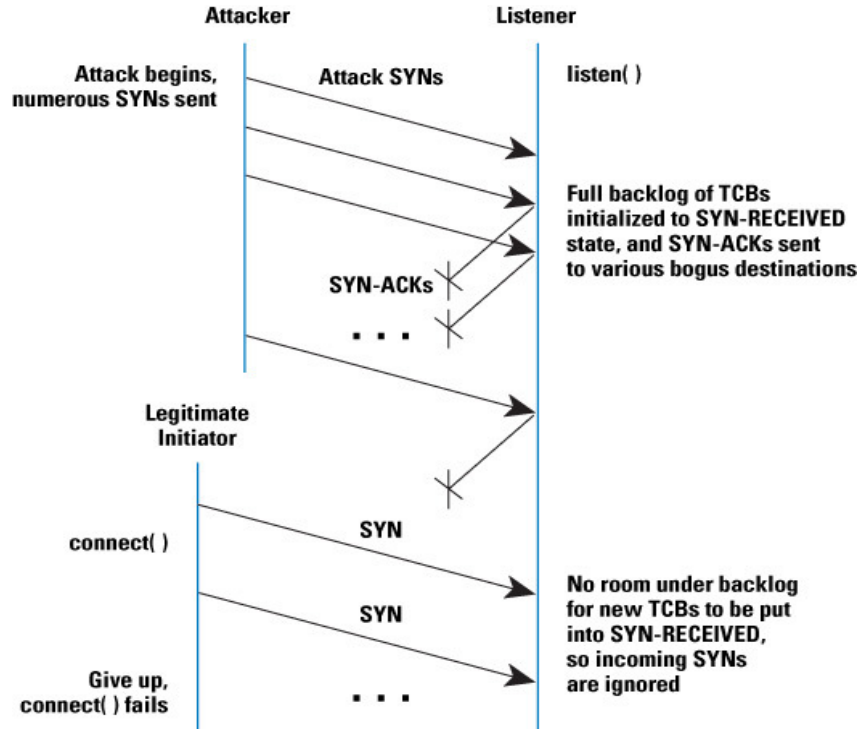 Attacker
Listener
Attack begins,
numerous SYNs sent
Attack SYNs
listen( )
Full backlog of TCBs
initialized to SYN-RECEIVED
state, and SYN-ACKs sent
to various bogus destinations
SYN-ACKs
. . .
Legitimate
Initiator
connect( )
SYN
SYN
No room under backlog
for new TCBs to be put
into SYN-RECEIVED,
so incoming SYNs
are ignored
Give up,
connect( ) fails
. . .